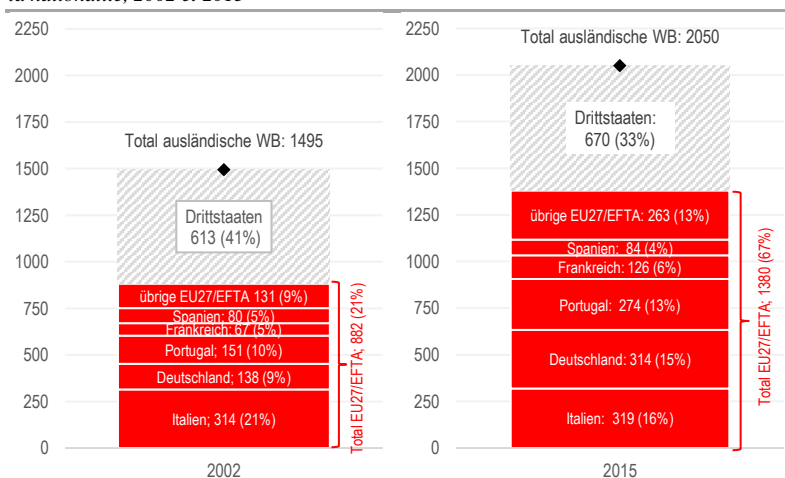 2250
2000
1750
1500
1250
1000
750
500
250
0
Total ausländische WB: 1495
Drittstaaten
613 (41%)
übrige EU27/EFTA 131 (9%)
Spanien; 80 (5%)
Frankreich; 67 (5%)
Portugal; 151 (10%)
Deutschland; 138 (9%)
Italien; 314 (21%)
Total EU27/EFTA; 882 (21%)
2002
2250
2000
1750
1500
1250
1000
750
500
250
0
Total ausländische WB: 2050
Drittstaaten:
670 (33%)
übrige EU27/EFTA: 263 (13%)
Spanien: 84 (4%)
Frankreich: 126 (6%)
Portugal: 274 (13%)
Deutschland: 314 (15%)
Italien: 319 (16%)
Total EU27/EFTA; 1380 (67%)
2015